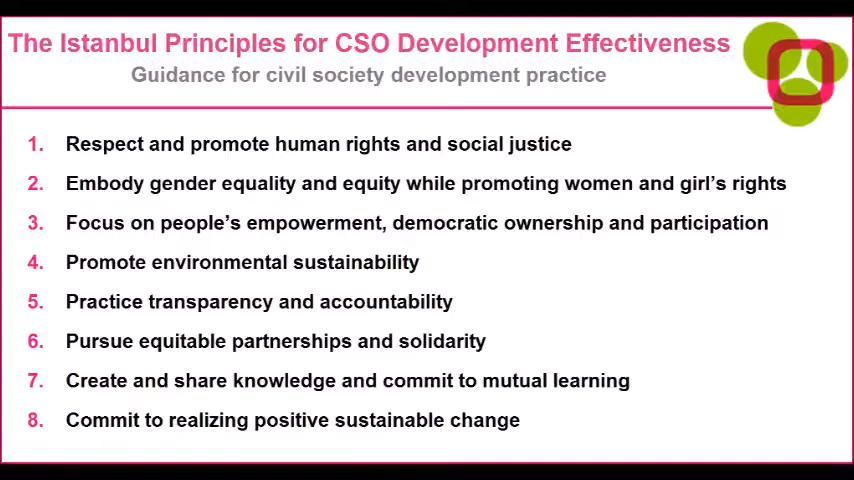 The Istanbul Principles for CSO Development Effectiveness
Guidance for civil society development practice
1. Respect and promote human rights and social justice
2. Embody gender equality and equity while promoting women and girl's rights
3. Focus on people's empowerment, democratic ownership and participation
4. Promote environmental sustainability
5. Practice transparency and accountability
6. Pursue equitable partnerships and solidarity
7. Create and share knowledge and commit to mutual learning
8. Commit to realizing positive sustainable change